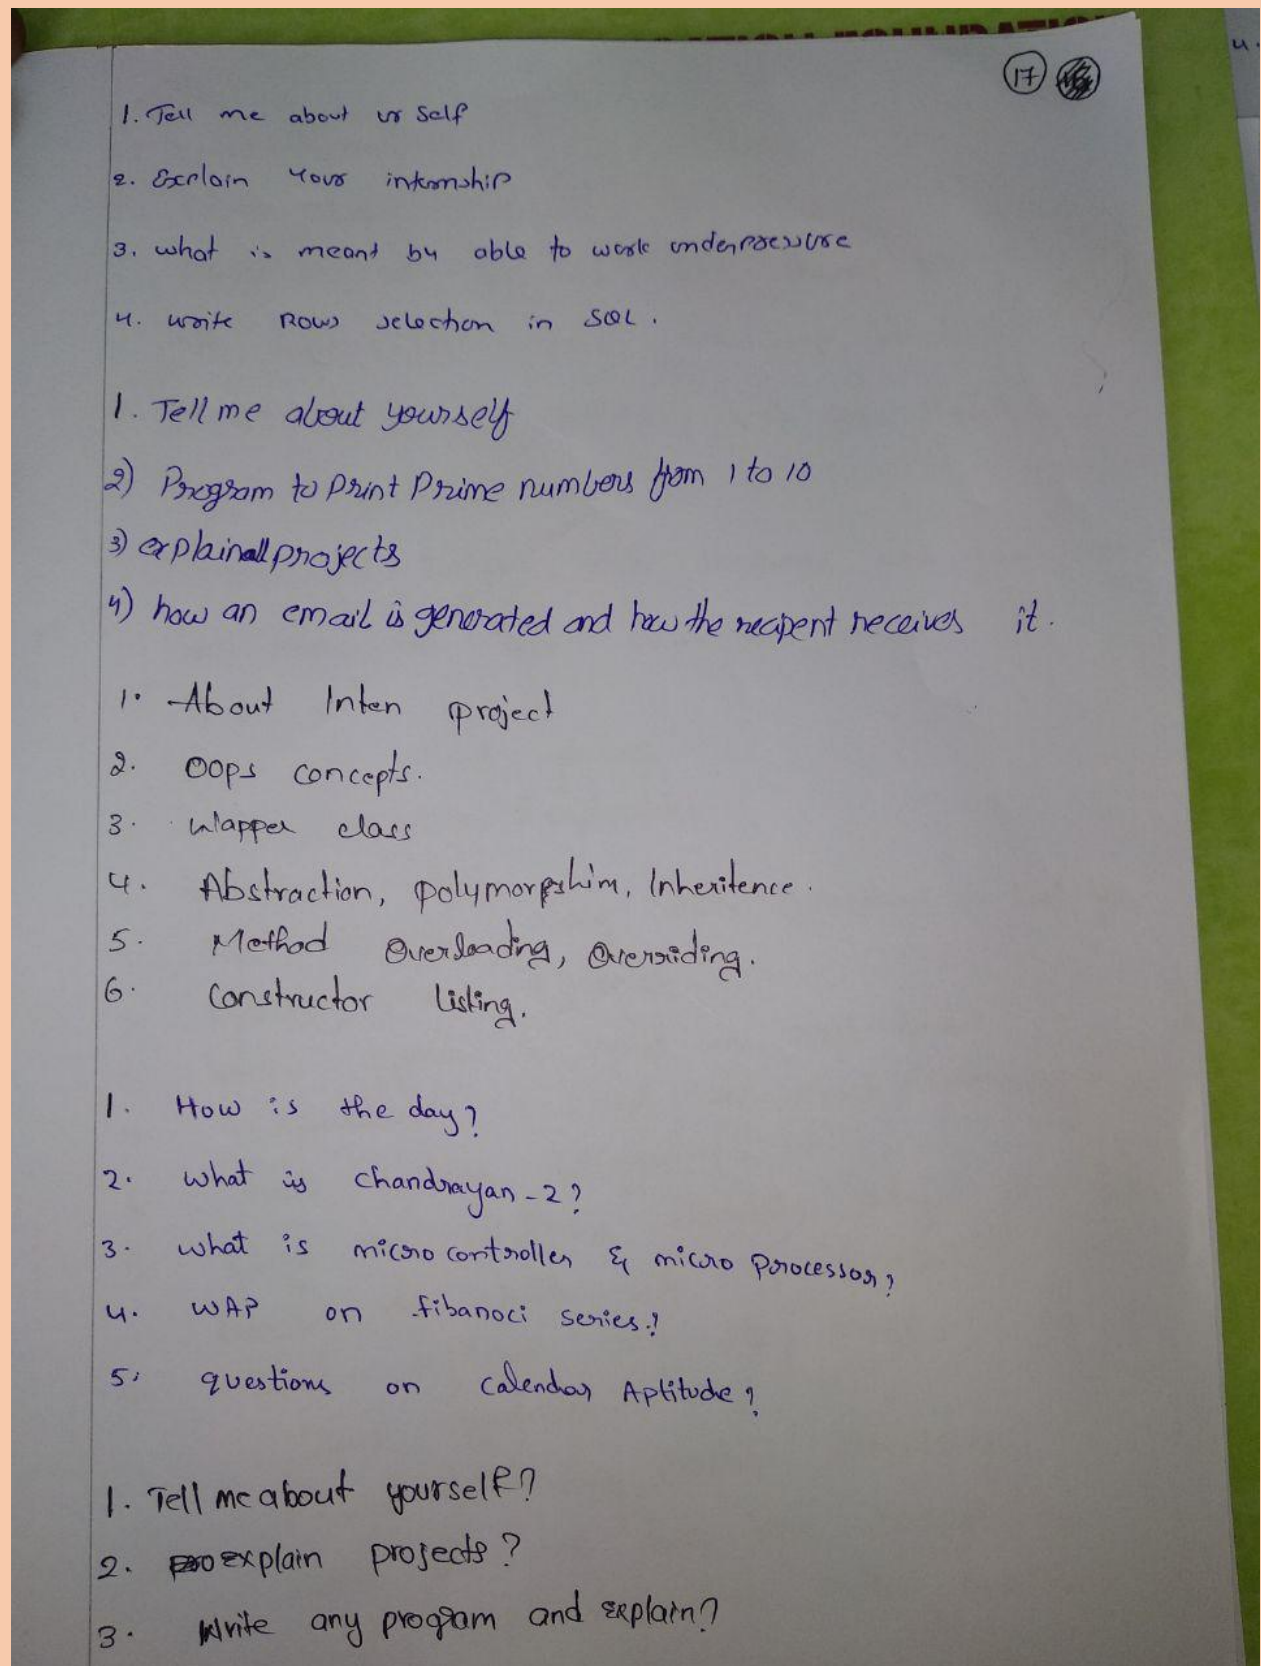 17
1. Tell me about ur Self
2. Explain Your internship
3. what is meant by able to work underpressure
4. write Rows selection in SQL.
1. Tell me about yourself
2) Program to print Prime numbers from 1 to 10
3) explain all projects
4) how an email is generated and how the recipent receives it.
1. About Inten project
2. OOPs concepts.
3. Wapper class
4. Abstraction, polymorpshim, Inheritence.
5. Method Overloading, Overriding.
6. Constructor listing.
1. How is the day?
2. what is chandrayan-2?
3. what is micro controller & micro processor?
4. WAP on fibanoci series?
5. questions on calendar Aptitude?
1. Tell me about yourself?
2. explain projects?
3. Write any program and explain?